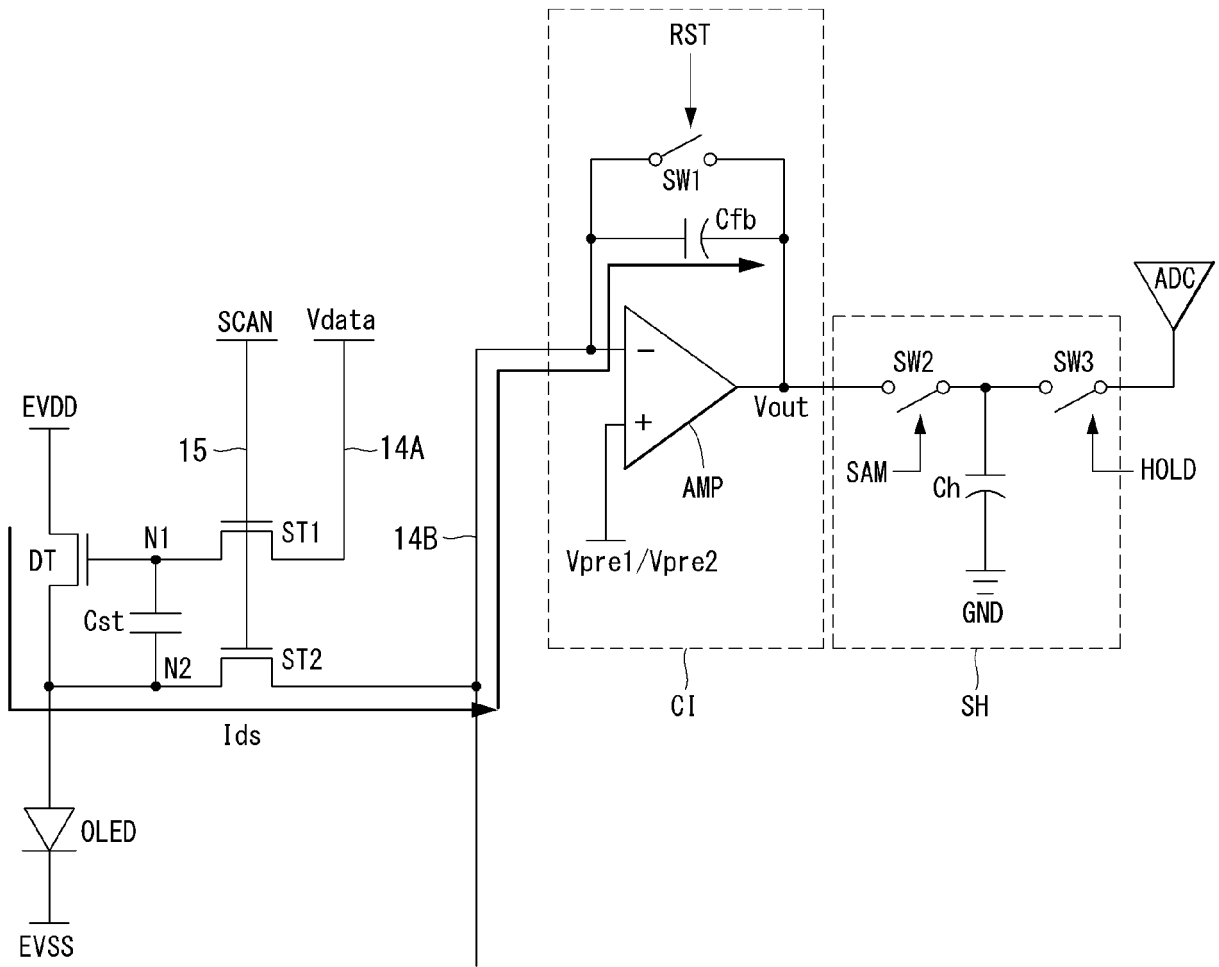 RST
SW1
Cfb
ADC
SCAN
Vdata
SW2
SW3
EVDD
Vout
15
14A
SAM
HOLD
AMP
Ch
N1
ST1
14B
DT
Vpre1/Vpre2
Cst
GND
N2
ST2
CI
SH
Ids
OLED
EVSS
−
+